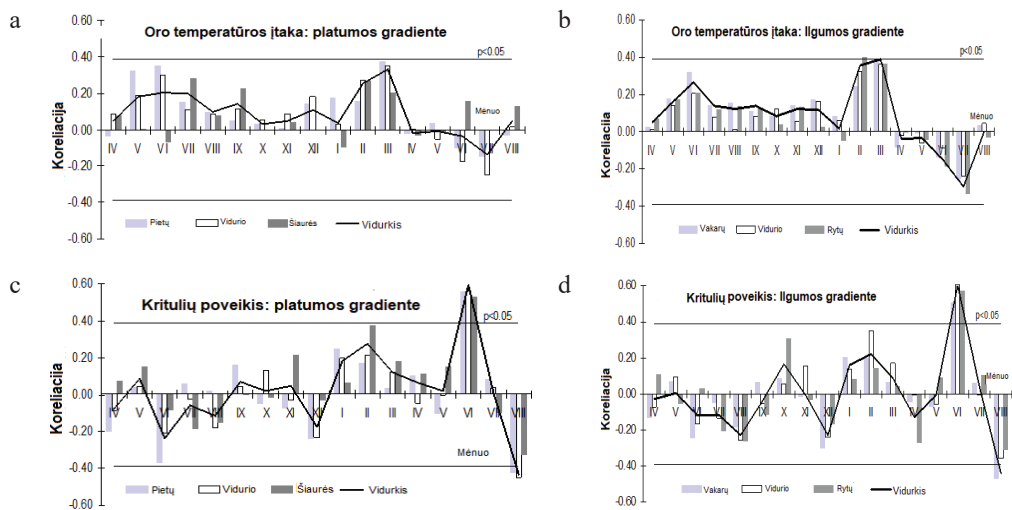 a
Oro temperatūros įtaka: platumos gradiente
p<0.05
Koreliacija
0.60
0.40
0.20
0.00
-0.20
-0.40
-0.60
Mėnuo
IV V VI VII VIII IX X XI XII I II III IV V VI VII VIII
Pietų Vidurio Šiaurės Vidurkis
b
Oro temperatūros įtaka: Ilgumos gradiente
p<0.05
Koreliacija
0.60
0.40
0.20
0.00
-0.20
-0.40
-0.60
Mėnuo
IV V VI VII VIII IX X XI XII I II III IV V VI VII VIII
Vakarų Vidurio Rytų Vidurkis
c
Kritulių poveikis: platumos gradiente
p<0.05
Koreliacija
0.60
0.40
0.20
0.00
-0.20
-0.40
-0.60
IV V VI VII VIII IX X XI XII I II III IV V VI VII VIII
Mėnuo
Pietų Vidurio Šiaurės Vidurkis
d
Kritulių poveikis: Ilgumos gradiente
p<0.05
Koreliacija
0.60
0.40
0.20
0.00
-0.20
-0.40
-0.60
Mėnuo
IV V VI VII VIII IX X XI XII I II III IV V VI VII VIII
Vakarų Vidurio Rytų Vidurkis